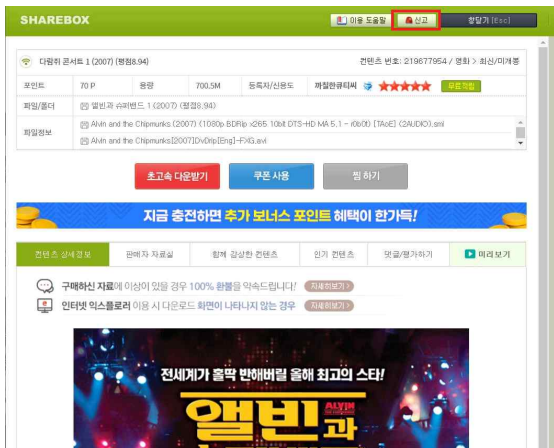 SHAREBOX
이용 도움말 신고 창닫기 [Esc]
다람쥐 콘서트 1 (2007) (평점8.94) 컨텐츠 번호: 219677954 / 영화 > 최신/미개봉
포인트 70 P 용량 700.5M 등록자/신용도 까칠한큐티씨 무료적립
파일/폴더 앨빈과 슈퍼밴드 1 (2007) (평점8.94)
파일정보
Alvin and the Chipmunks (2007) (1080p BDRip x265 10bit DTS-HD MA 5.1 - r0b0t) [TAoE] (2AUDIO).smi
Alvin and the Chipmunks[2007]DvDrip[Eng]-FXG.avi
초고속 다운받기 쿠폰 사용 찜 하기
지금 충전하면 추가 보너스 포인트 혜택이 한가득!
컨텐츠 상세정보 판매자 자료실 함께 감상한 컨텐츠 인기 컨텐츠 댓글/평가하기 미리보기
구매하신 자료에 이상이 있을 경우 100% 환불을 약속드립니다! 자세히보기 >
인터넷 익스플로러 이용 시 다운로드 화면이 나타나지 않는 경우 자세히보기 >
전세계가 홀딱 반해버릴 올해 최고의 스타!
앨빈과
ALVIN